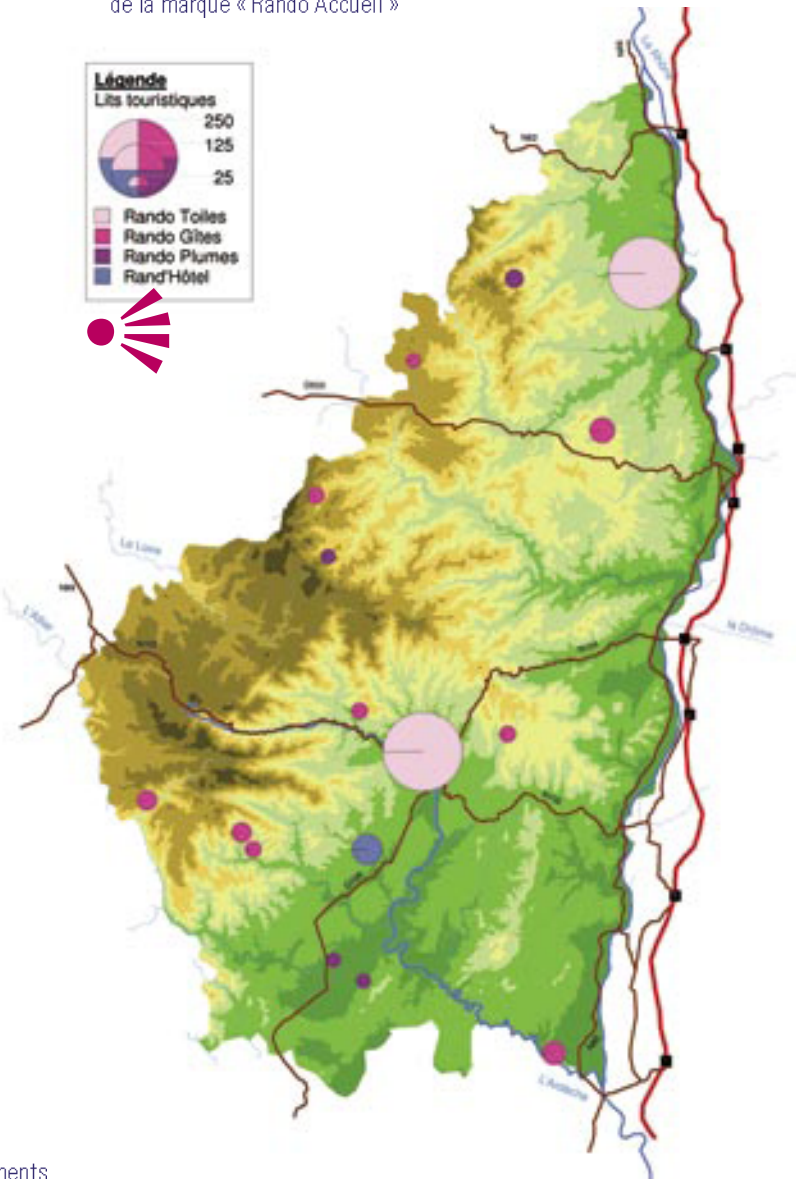 de la marque « Rando Accueil »
Légende
Lits touristiques
250
125
25
Rando Toiles
Rando Gîtes
Rando Plumes
Rand'Hôtel
Le Rhône
La Loire
L'Allier
la Drôme
L'Ardèche
ments